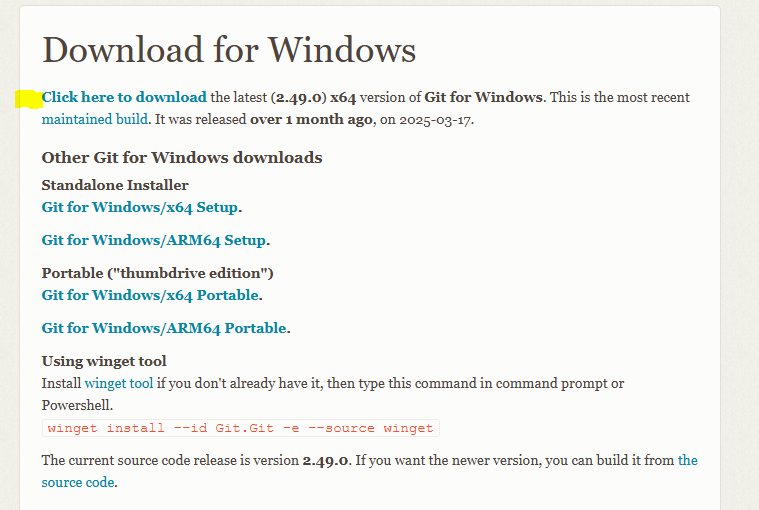 Download for Windows
Click here to download the latest (2.49.0) x64 version of Git for Windows. This is the most recent
maintained build. It was released over 1 month ago, on 2025-03-17.
Other Git for Windows downloads
Standalone Installer
Git for Windows/x64 Setup.
Git for Windows/ARM64 Setup.
Portable ("thumbdrive edition")
Git for Windows/x64 Portable.
Git for Windows/ARM64 Portable.
Using winget tool
Install winget tool if you don't already have it, then type this command in command prompt or
Powershell.
winget install --id Git.Git -e --source winget
The current source code release is version 2.49.0. If you want the newer version, you can build it from the
source code.